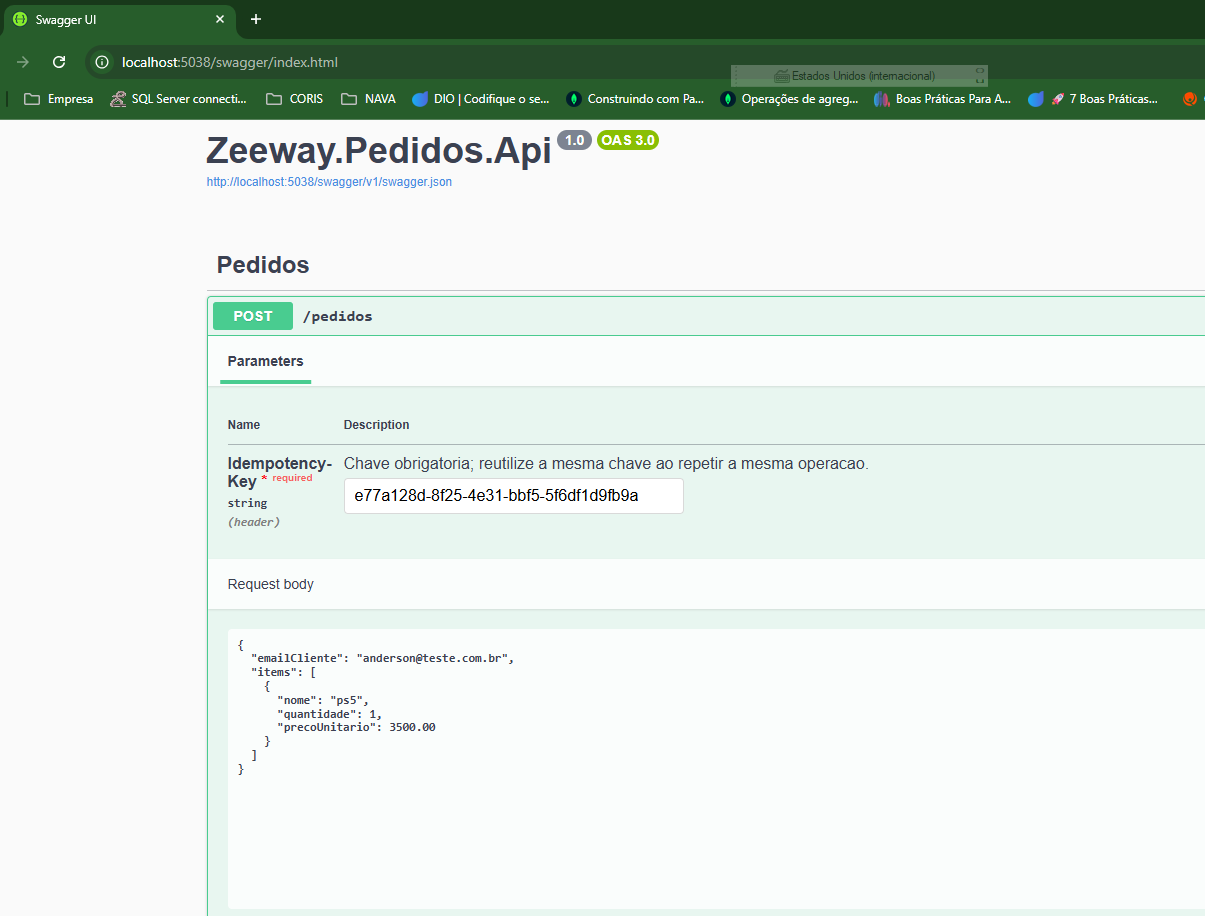 Swagger UI
localhost:5038/swagger/index.html
Estados Unidos (internacional)
Empresa SQL Server connecti... CORIS NAVA DIO | Codifique o se... Construindo com Pa... Operações de agreg... Boas Práticas Para A... 🚀 7 Boas Práticas...
Zeeway.Pedidos.Api 1.0 OAS 3.0
http://localhost:5038/swagger/v1/swagger.json
Pedidos
POST /pedidos
Parameters
Name Description
Idempotency- Chave obrigatoria; reutilize a mesma chave ao repetir a mesma operacao.
Key * required
e77a128d-8f25-4e31-bbf5-5f6df1d9fb9a
string
(header)
Request body
{
  "emailCliente": "anderson@teste.com.br",
  "items": [
    {
      "nome": "ps5",
      "quantidade": 1,
      "precoUnitario": 3500.00
    }
  ]
}